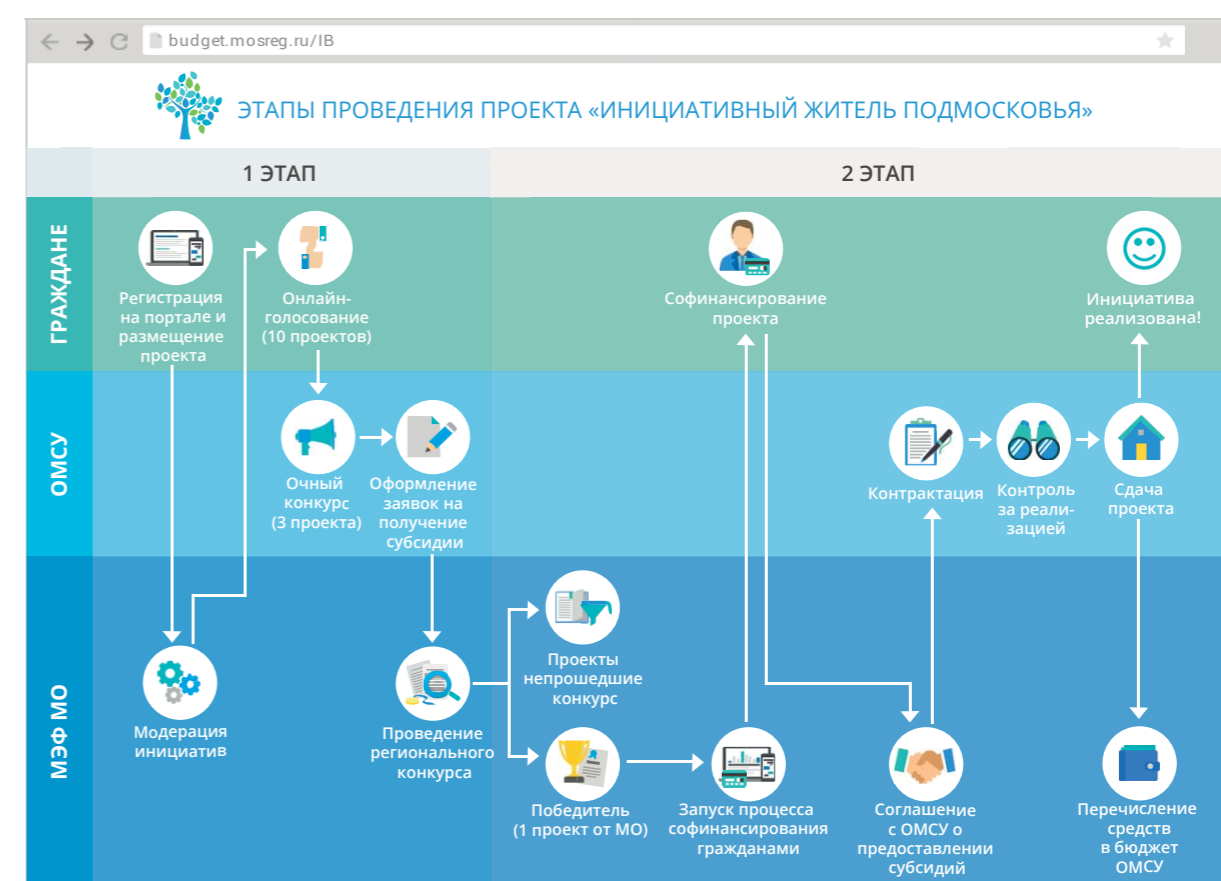 budget.mosreg.ru/IB
ЭТАПЫ ПРОВЕДЕНИЯ ПРОЕКТА «ИНИЦИАТИВНЫЙ ЖИТЕЛЬ ПОДМОСКОВЬЯ»
1 ЭТАП
2 ЭТАП
ГРАЖДАНЕ
Регистрация
на портале и
размещение
проекта
Онлайн-
голосование
(10 проектов)
Софинансирование
проекта
Инициатива
реализована!
ОМСУ
Очный
конкурс
(3 проекта)
Оформление
заявок на
получение
субсидии
Контрактация
Контроль
за реали-
зацией
Сдача
проекта
МЭФ МО
Модерация
инициатив
Проведение
регионального
конкурса
Проекты
непрошедшие
конкурс
Победитель
(1 проект от МО)
Запуск процесса
софинансирования
гражданами
Соглашение
с ОМСУ о
предоставлении
субсидий
Перечисление
средств
в бюджет
ОМСУ